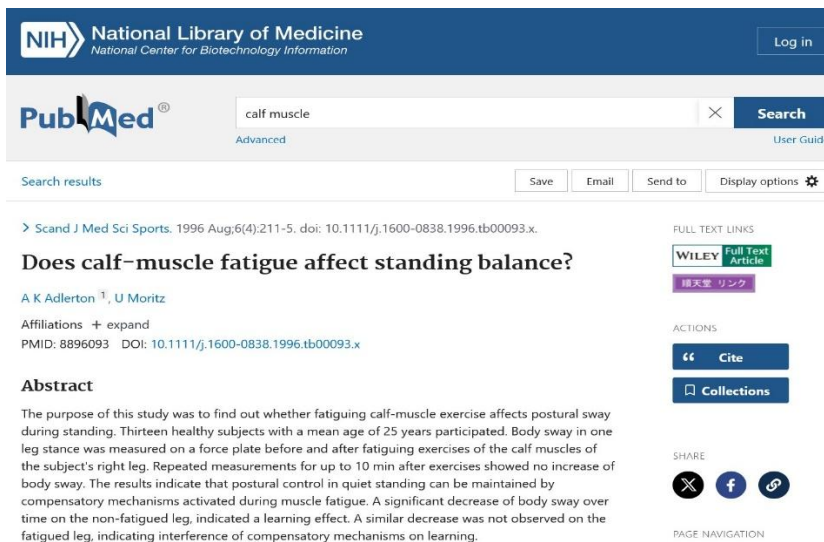 NIH National Library of Medicine
National Center for Biotechnology Information
Log in
PubMed®
calf muscle
Search
Advanced
User Guid
Search results
Save
Email
Send to
Display options
Scand J Med Sci Sports. 1996 Aug;6(4):211-5. doi: 10.1111/j.1600-0838.1996.tb00093.x.
Does calf-muscle fatigue affect standing balance?
A K Adlerton 1, U Moritz
Affiliations + expand
PMID: 8896093 DOI: 10.1111/j.1600-0838.1996.tb00093.x
Abstract
The purpose of this study was to find out whether fatiguing calf-muscle exercise affects postural sway
during standing. Thirteen healthy subjects with a mean age of 25 years participated. Body sway in one
leg stance was measured on a force plate before and after fatiguing exercises of the calf muscles of
the subject's right leg. Repeated measurements for up to 10 min after exercises showed no increase of
body sway. The results indicate that postural control in quiet standing can be maintained by
compensatory mechanisms activated during muscle fatigue. A significant decrease of body sway over
time on the non-fatigued leg, indicated a learning effect. A similar decrease was not observed on the
fatigued leg, indicating interference of compensatory mechanisms on learning.
FULL TEXT LINKS
WILEY Full Text
Article
順天堂 リンク
ACTIONS
Cite
Collections
SHARE
PAGE NAVIGATION